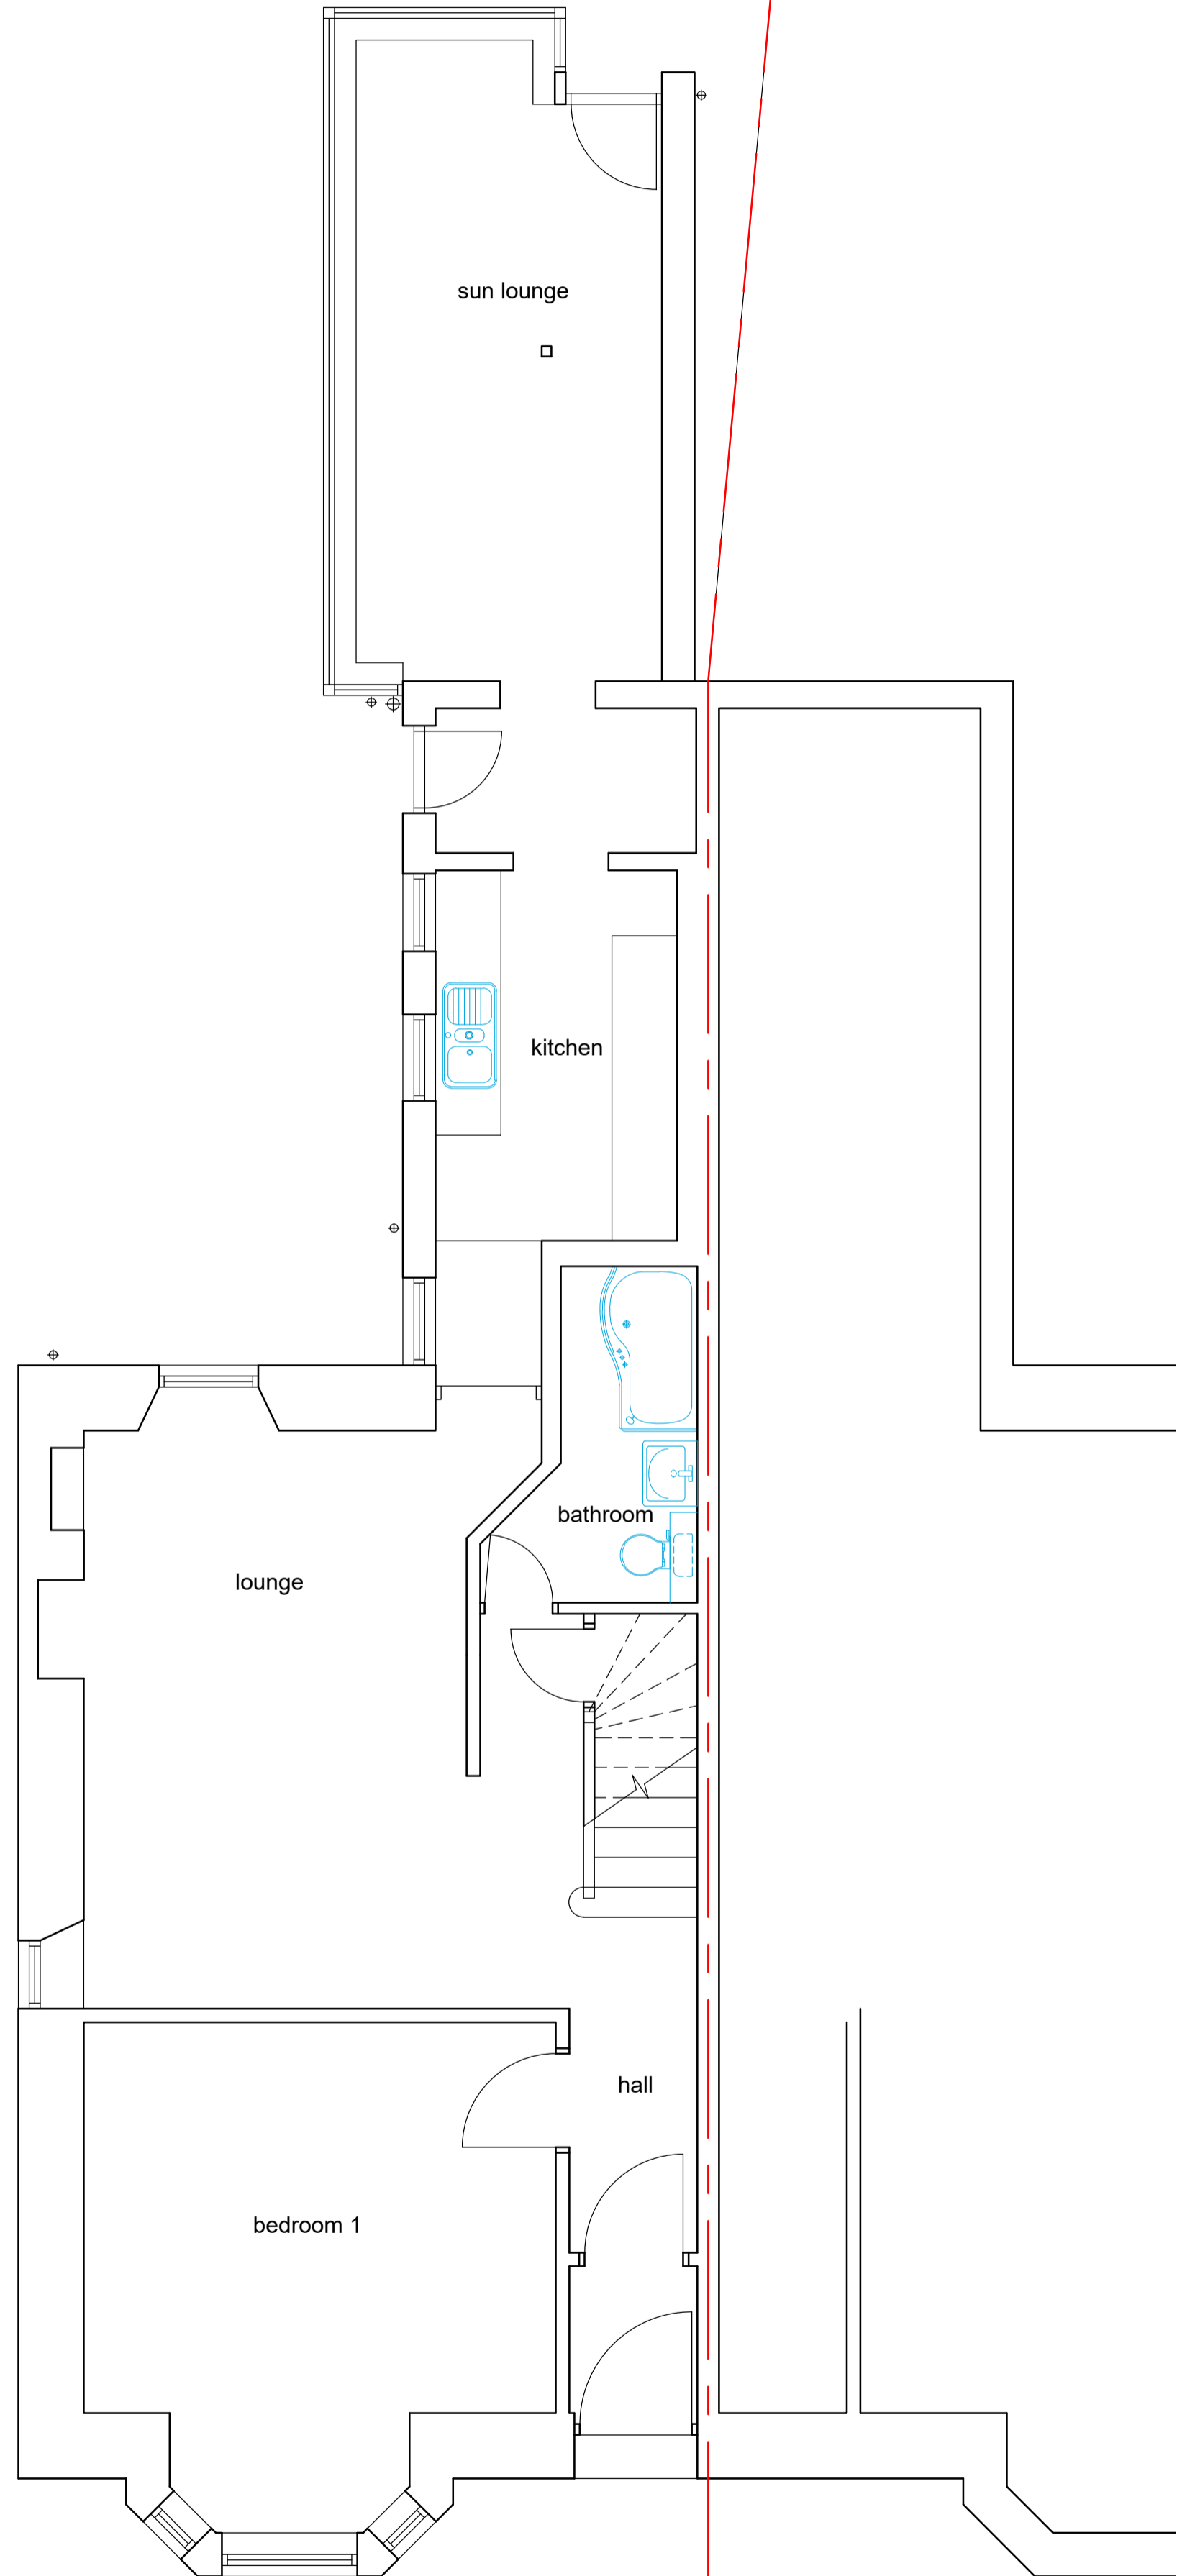 sun lounge
kitchen
bathroom
lounge
hall
bedroom 1